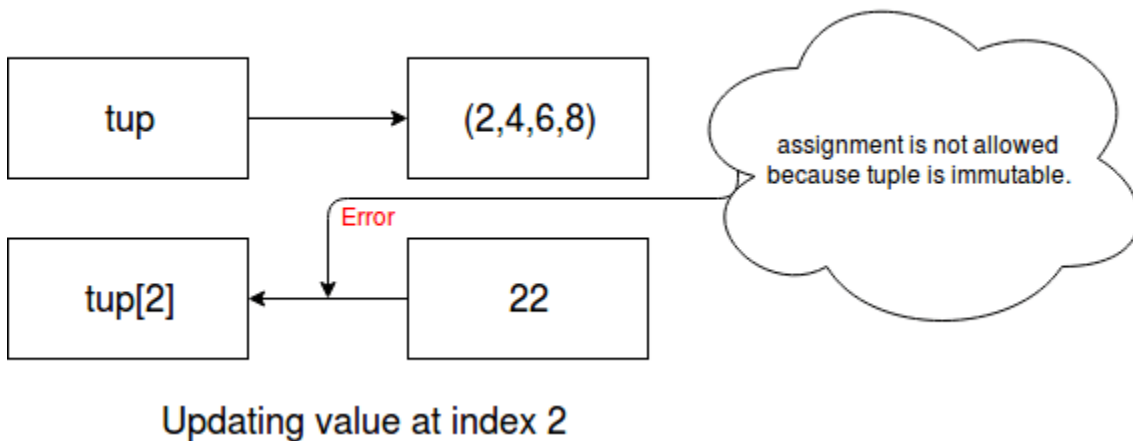 tup
(2,4,6,8)
assignment is not allowed
because tuple is immutable.
Error
tup[2]
22
Updating value at index 2